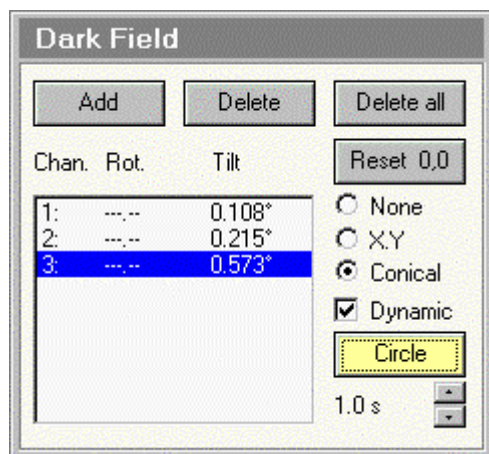 Dark Field
Add Delete Delete all
Chan. Rot. Tilt Reset 0,0
1: ---.-- 0.108°
2: ---.-- 0.215°
3: ---.-- 0.573°
None
X.Y
Conical
Dynamic
Circle
1.0 s